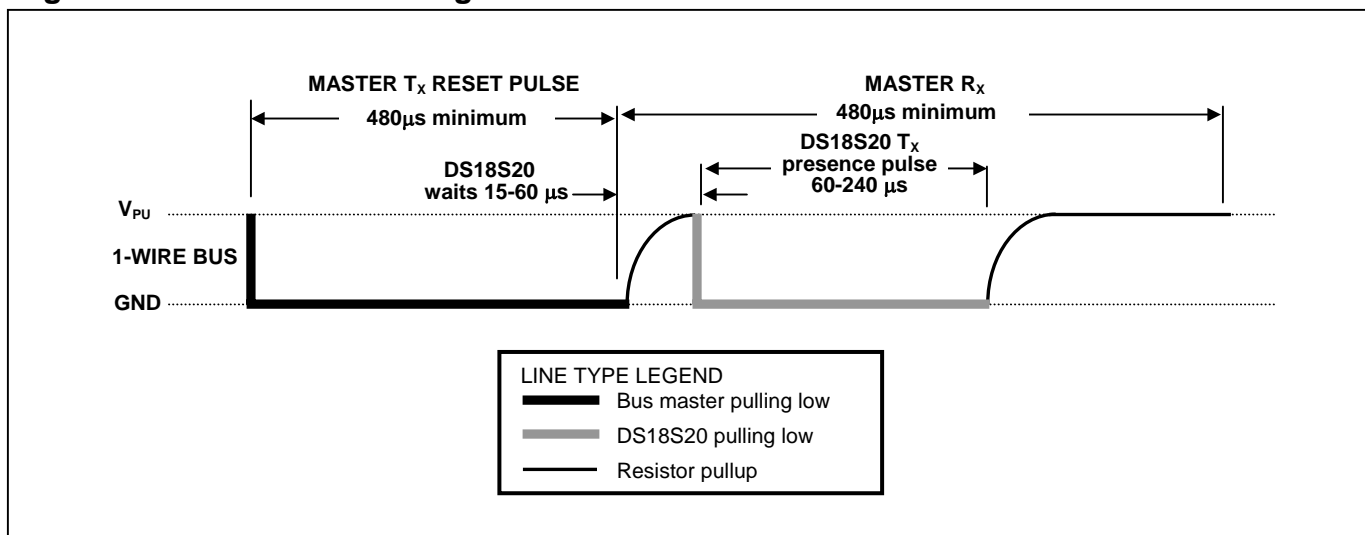 MASTER TX RESET PULSE
480μs minimum
MASTER RX
480μs minimum
DS18S20
waits 15-60 μs
DS18S20 TX
presence pulse
60-240 μs
VPU
1-WIRE BUS
GND
LINE TYPE LEGEND
Bus master pulling low
DS18S20 pulling low
Resistor pullup